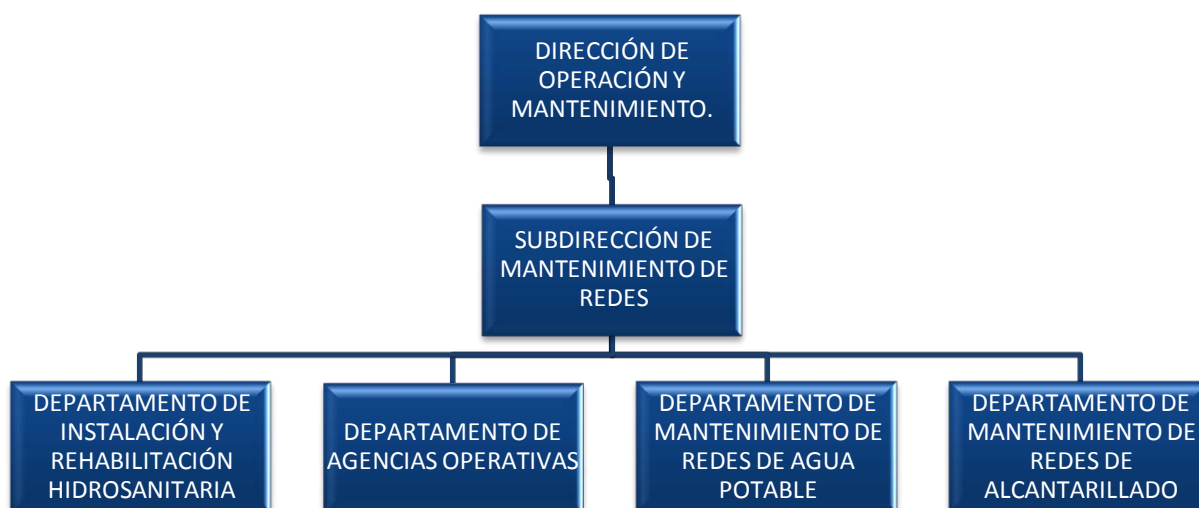 DIRECCIÓN DE
OPERACIÓN Y
MANTENIMIENTO.
SUBDIRECCIÓN DE
MANTENIMIENTO DE
REDES
DEPARTAMENTO DE
INSTALACIÓN Y
REHABILITACIÓN
HIDROSANITARIA
DEPARTAMENTO DE
AGENCIAS OPERATIVAS
DEPARTAMENTO DE
MANTENIMIENTO DE
REDES DE AGUA
POTABLE
DEPARTAMENTO DE
MANTENIMIENTO DE
REDES DE
ALCANTARILLADO